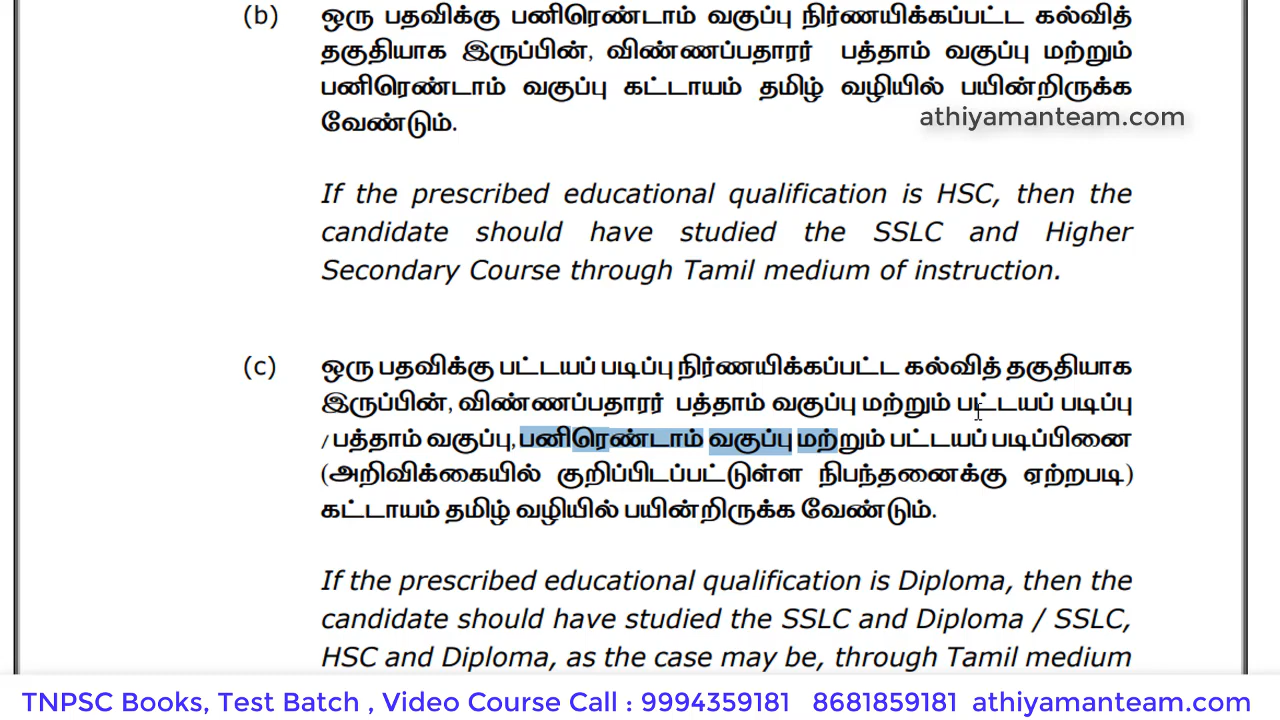 (b) ஒரு பதவிக்கு பனிரெண்டாம் வகுப்பு நிர்ணயிக்கப்பட்ட கல்வித்
தகுதியாக இருப்பின், விண்ணப்பதாரர் பத்தாம் வகுப்பு மற்றும்
பனிரெண்டாம் வகுப்பு கட்டாயம் தமிழ் வழியில் பயின்றிருக்க
வேண்டும்.
athiyamanteam.com
If the prescribed educational qualification is HSC, then the
candidate should have studied the SSLC and Higher
Secondary Course through Tamil medium of instruction.
(c) ஒரு பதவிக்கு பட்டயப் படிப்பு நிர்ணயிக்கப்பட்ட கல்வித் தகுதியாக
இருப்பின், விண்ணப்பதாரர் பத்தாம் வகுப்பு மற்றும் பட்டயப் படிப்பு
/ பத்தாம் வகுப்பு, பனிரெண்டாம் வகுப்பு மற்றும் பட்டயப் படிப்பினை
(அறிவிக்கையில் குறிப்பிடப்பட்டுள்ள நிபந்தனைக்கு ஏற்றபடி)
கட்டாயம் தமிழ் வழியில் பயின்றிருக்க வேண்டும்.
If the prescribed educational qualification is Diploma, then the
candidate should have studied the SSLC and Diploma / SSLC,
HSC and Diploma, as the case may be, through Tamil medium
TNPSC Books, Test Batch , Video Course Call : 9994359181 8681859181 athiyamanteam.com